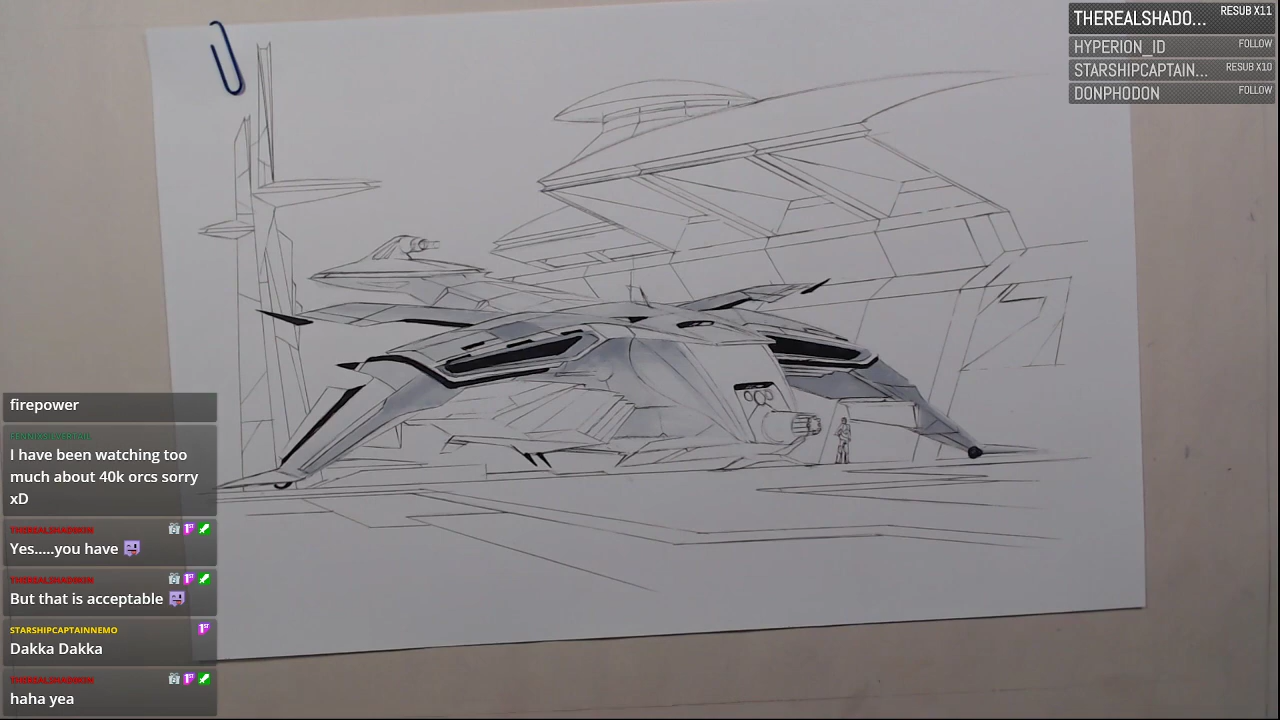 THEREALSHADO...
RESUB X11
HYPERION_ID
FOLLOW
STARSHIPCAPTAIN...
RESUB X10
DONPHODON
FOLLOW
firepower
I have been watching too
much about 40k orcs sorry
xD
Yes.....you have
But that is acceptable
STARSHIPCAPTAINNEMO
Dakka Dakka
haha yea